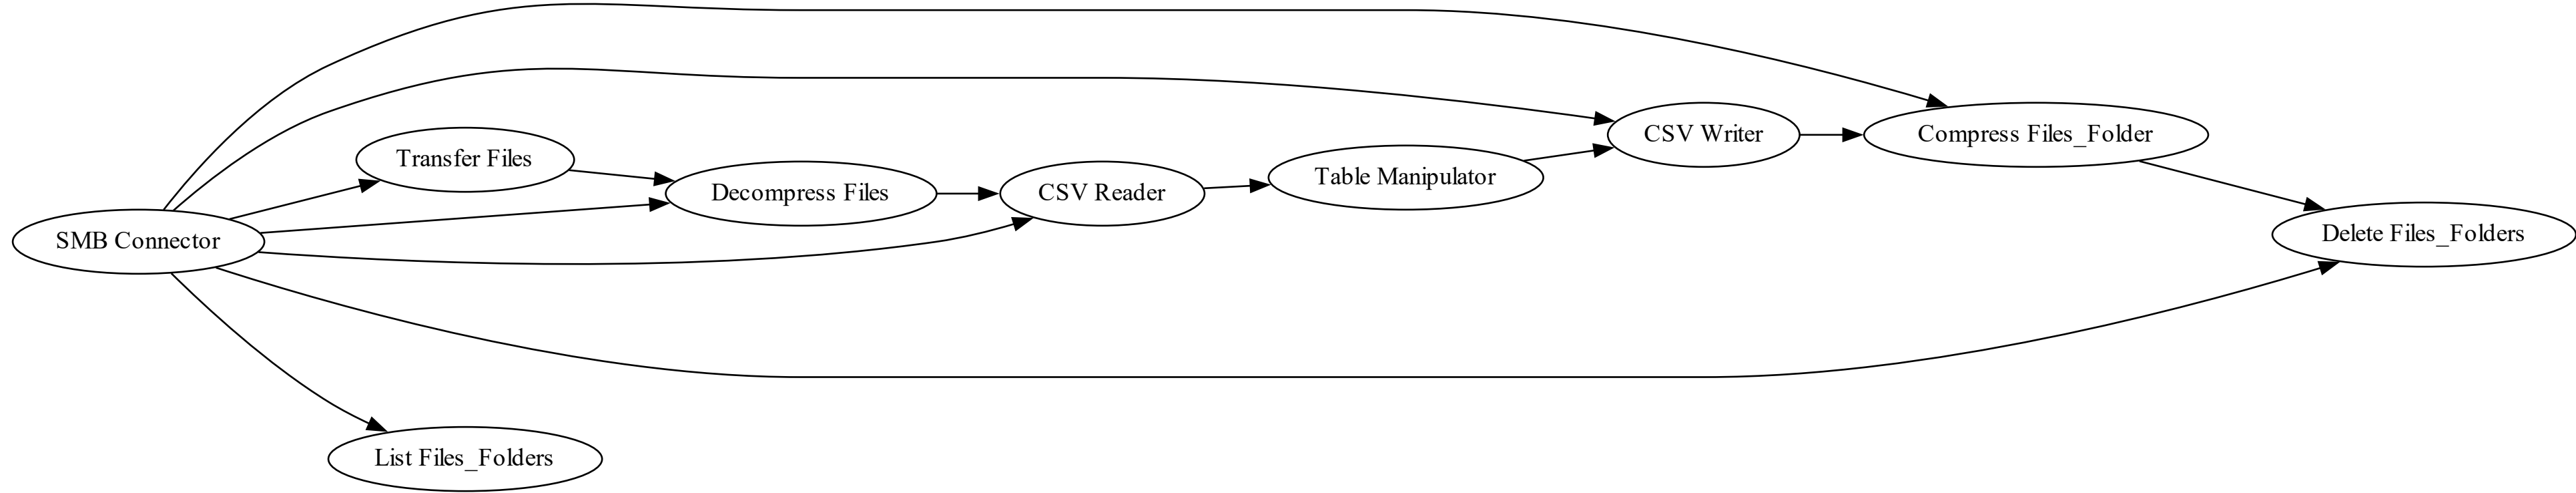 SMB Connector
Transfer Files
List Files_Folders
Decompress Files
CSV Reader
Table Manipulator
CSV Writer
Compress Files_Folder
Delete Files_Folders